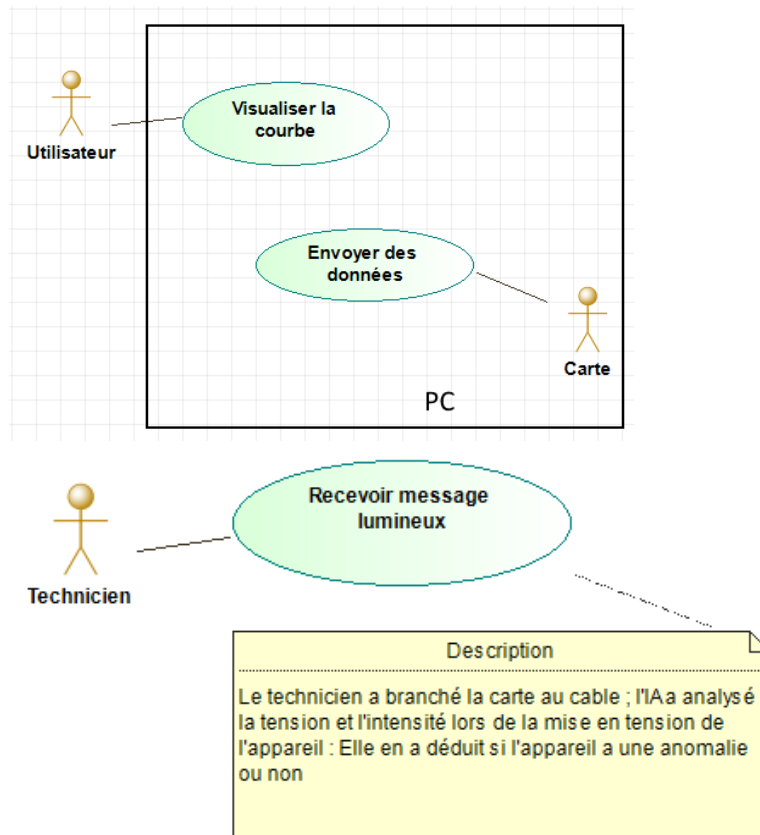 Visualiser la
courbe
Utilisateur
Envoyer des
données
Carte
PC
Recevoir message
lumineux
Technicien
Description
Le technicien a branché la carte au cable ; l'IA a analysé
la tension et l'intensité lors de la mise en tension de
l'appareil : Elle en a déduit si l'appareil a une anomalie
ou non